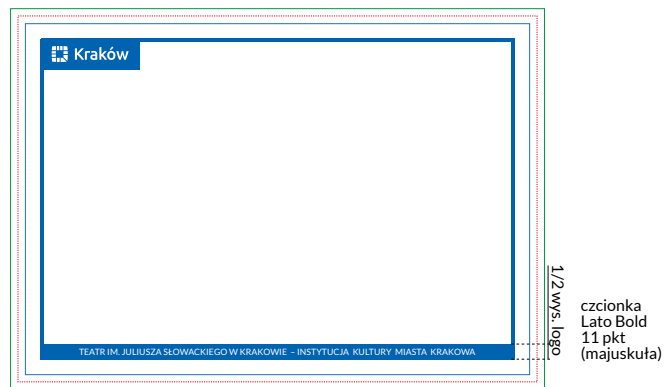 Kraków
TEATR IM. JULIUSZA SŁOWACKIEGO W KRAKOWIE – INSTYTUCJA KULTURY MIASTA KRAKOWA
1/2 wys. logo
czcionka
Lato Bold
11 pkt
(majuskuła)